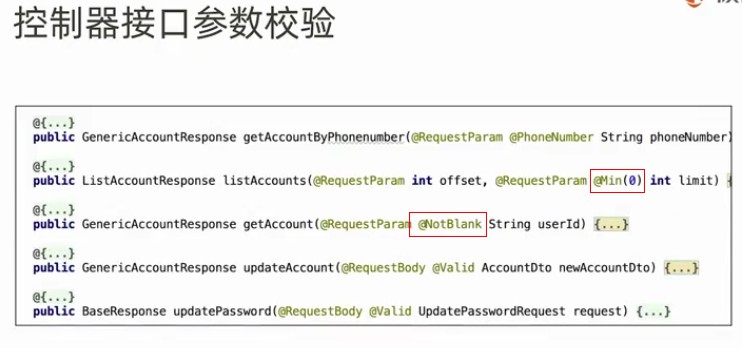 控制器接口参数校验
@{...}
public GenericAccountResponse getAccountByPhonenumber(@RequestParam @PhoneNumber String phoneNumber)
@{...}
public ListAccountResponse listAccounts(@RequestParam int offset, @RequestParam @Min(0) int limit) {
@{...}
public GenericAccountResponse getAccount(@RequestParam @NotBlank String userId) {...}
@{...}
public GenericAccountResponse updateAccount(@RequestBody @Valid AccountDto newAccountDto) {...}
@{...}
public BaseResponse updatePassword(@RequestBody @Valid UpdatePasswordRequest request) {...}